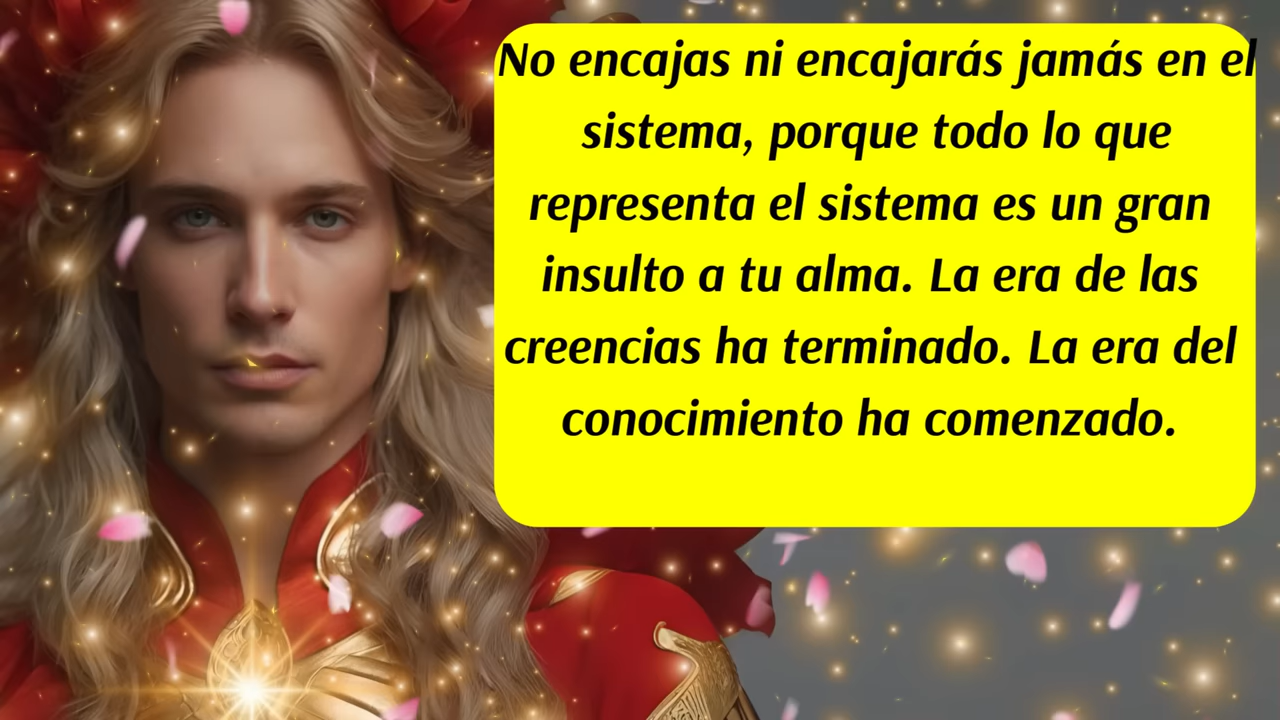 No encajas ni encajarás jamás en el
sistema, porque todo lo que
representa el sistema es un gran
insulto a tu alma. La era de las
creencias ha terminado. La era del
conocimiento ha comenzado.